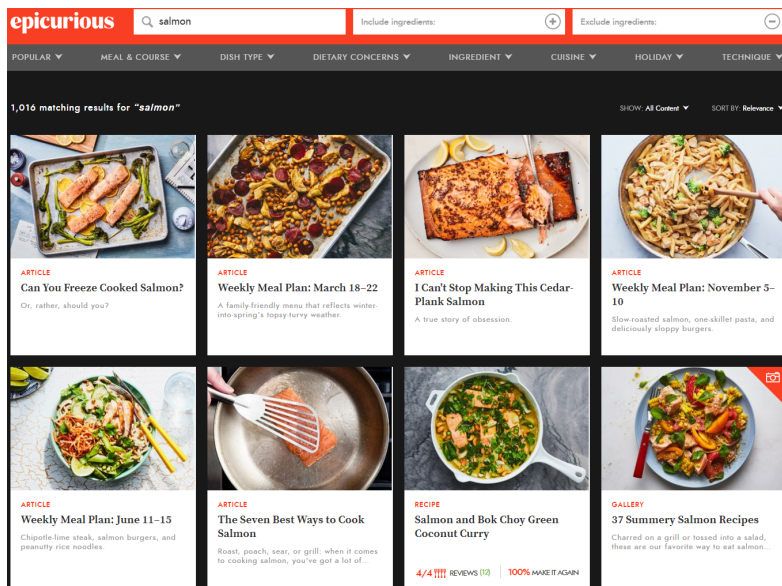 epicurious
salmon
Include ingredients:
Exclude ingredients:
POPULAR
MEAL & COURSE
DISH TYPE
DIETARY CONCERNS
INGREDIENT
CUISINE
HOLIDAY
TECHNIQUE
1,016 matching results for "salmon"
SHOW: All Content
SORT BY: Relevance
ARTICLE
Can You Freeze Cooked Salmon?
Or, rather, should you?
ARTICLE
Weekly Meal Plan: March 18–22
A family-friendly menu that reflects winter-
into-spring's topsy-turvy weather.
ARTICLE
I Can't Stop Making This Cedar-
Plank Salmon
A true story of obsession.
ARTICLE
Weekly Meal Plan: November 5–
10
Slow-roasted salmon, one-skillet pasta, and
deliciously sloppy burgers.
ARTICLE
Weekly Meal Plan: June 11–15
Chipotle-lime steak, salmon burgers, and
peanutty rice noodles.
ARTICLE
The Seven Best Ways to Cook
Salmon
Roast, poach, sear, or grill: when it comes
to cooking salmon, you've got a lot of...
RECIPE
Salmon and Bok Choy Green
Coconut Curry
4/4 REVIEWS (12) 100% MAKE IT AGAIN
GALLERY
37 Summery Salmon Recipes
Charred on a grill or tossed into a salad,
these are our favorite way to eat salmon...